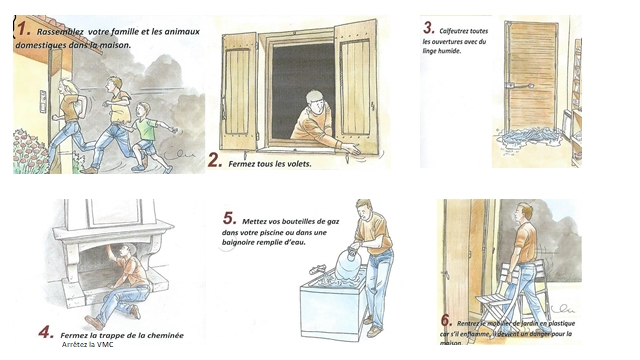 1. Rassemblez votre famille et les animaux
domestiques dans la maison.
2. Fermez tous les volets.
3. Calfeutrez toutes
les ouvertures avec du
linge humide.
4. Fermez la trappe de la cheminée
Arrêtez la VMC
5. Mettez vos bouteilles de gaz
dans votre piscine ou dans une
baignoire remplie d'eau.
6. Rentrez le mobilier de jardin en plastique
car s'il enflamme, il devient un danger pour la
maison